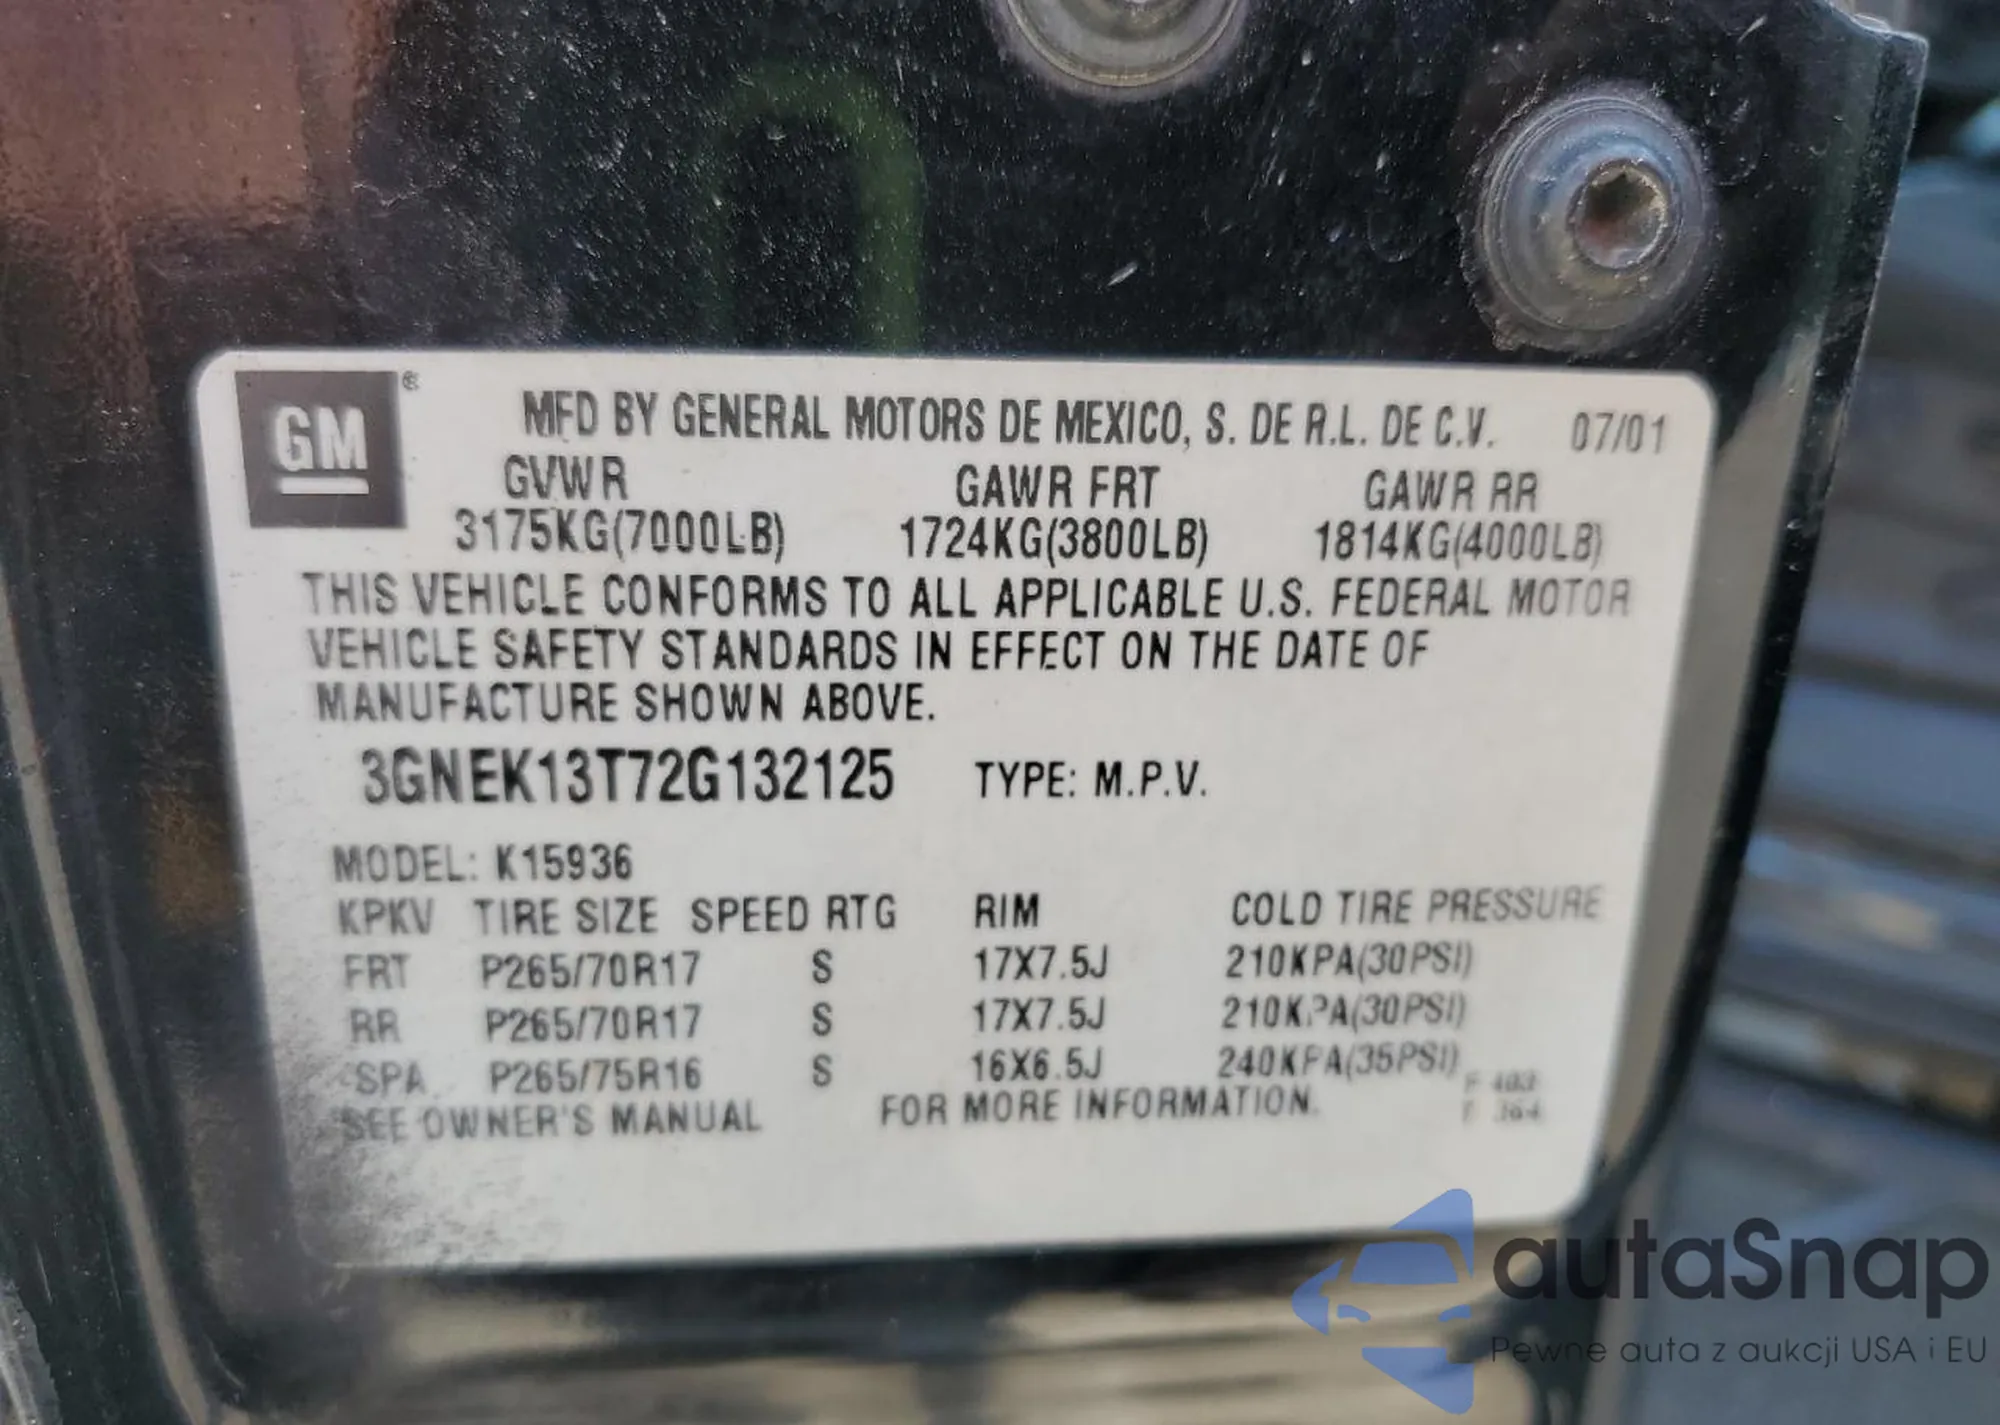 GM ®
MFD BY GENERAL MOTORS DE MEXICO, S. DE R.L. DE C.V. 07/01
GVWR GAWR FRT GAWR RR
3175KG(7000LB) 1724KG(3800LB) 1814KG(4000LB)
THIS VEHICLE CONFORMS TO ALL APPLICABLE U.S. FEDERAL MOTOR
VEHICLE SAFETY STANDARDS IN EFFECT ON THE DATE OF
MANUFACTURE SHOWN ABOVE.
3GNEK13T72G132125 TYPE: M.P.V.
MODEL: K15936
KPKV TIRE SIZE SPEED RTG RIM COLD TIRE PRESSURE
FRT P265/70R17 S 17X7.5J 210KPA(30PSI)
RR P265/70R17 S 17X7.5J 210KPA(30PSI)
SPA P265/75R16 S 16X6.5J 240KPA(35PSI)
SEE OWNER'S MANUAL FOR MORE INFORMATION.
autaSnap
Pewne auta z aukcji USA i EU